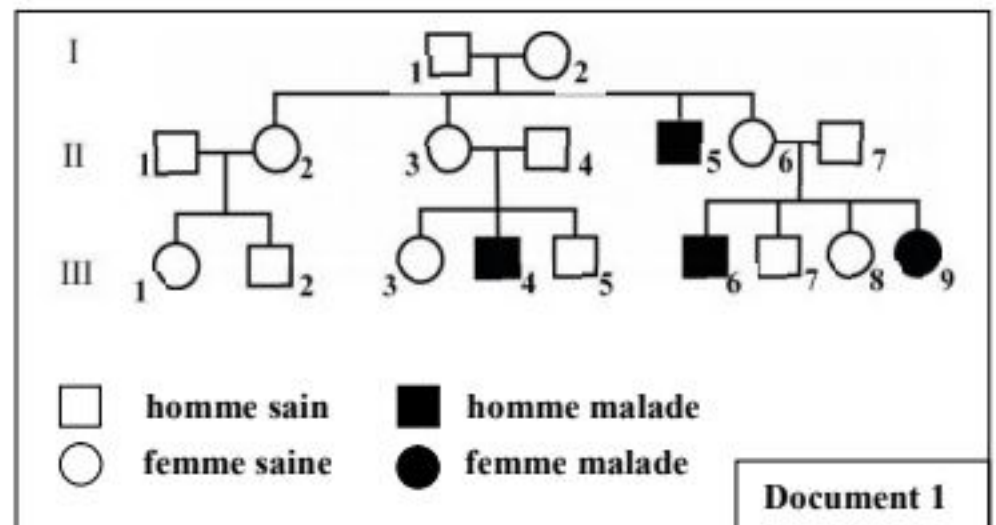 I
1 2
II
1 2 3 4 5 6 7
III
1 2 3 4 5 6 7 8 9
homme sain homme malade
femme saine femme malade
Document 1